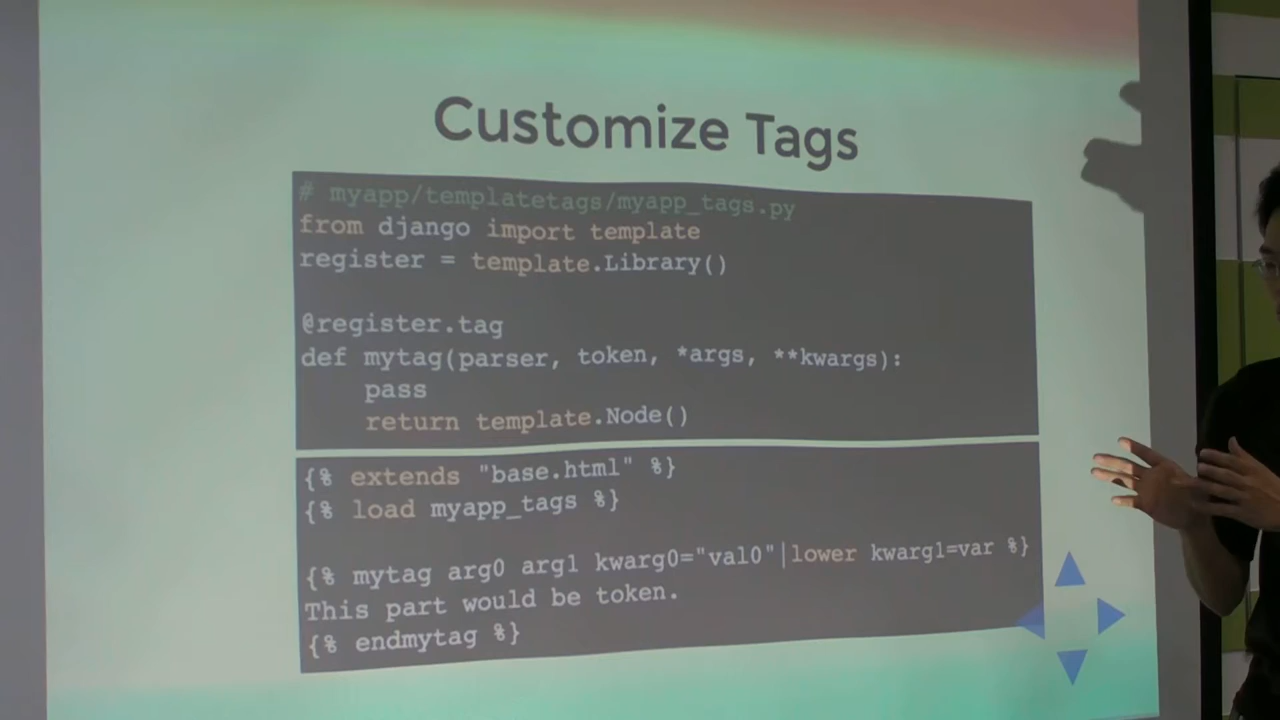 Customize Tags
# myapp/templatetags/myapp_tags.py
from django import template
register = template.Library()
@register.tag
def mytag(parser, token, *args, **kwargs):
    pass
    return template.Node()
{% extends "base.html" %}
{% load myapp_tags %}
{% mytag arg0 arg1 kwarg0="val0"|lower kwarg1=var %}
This part would be token.
{% endmytag %}